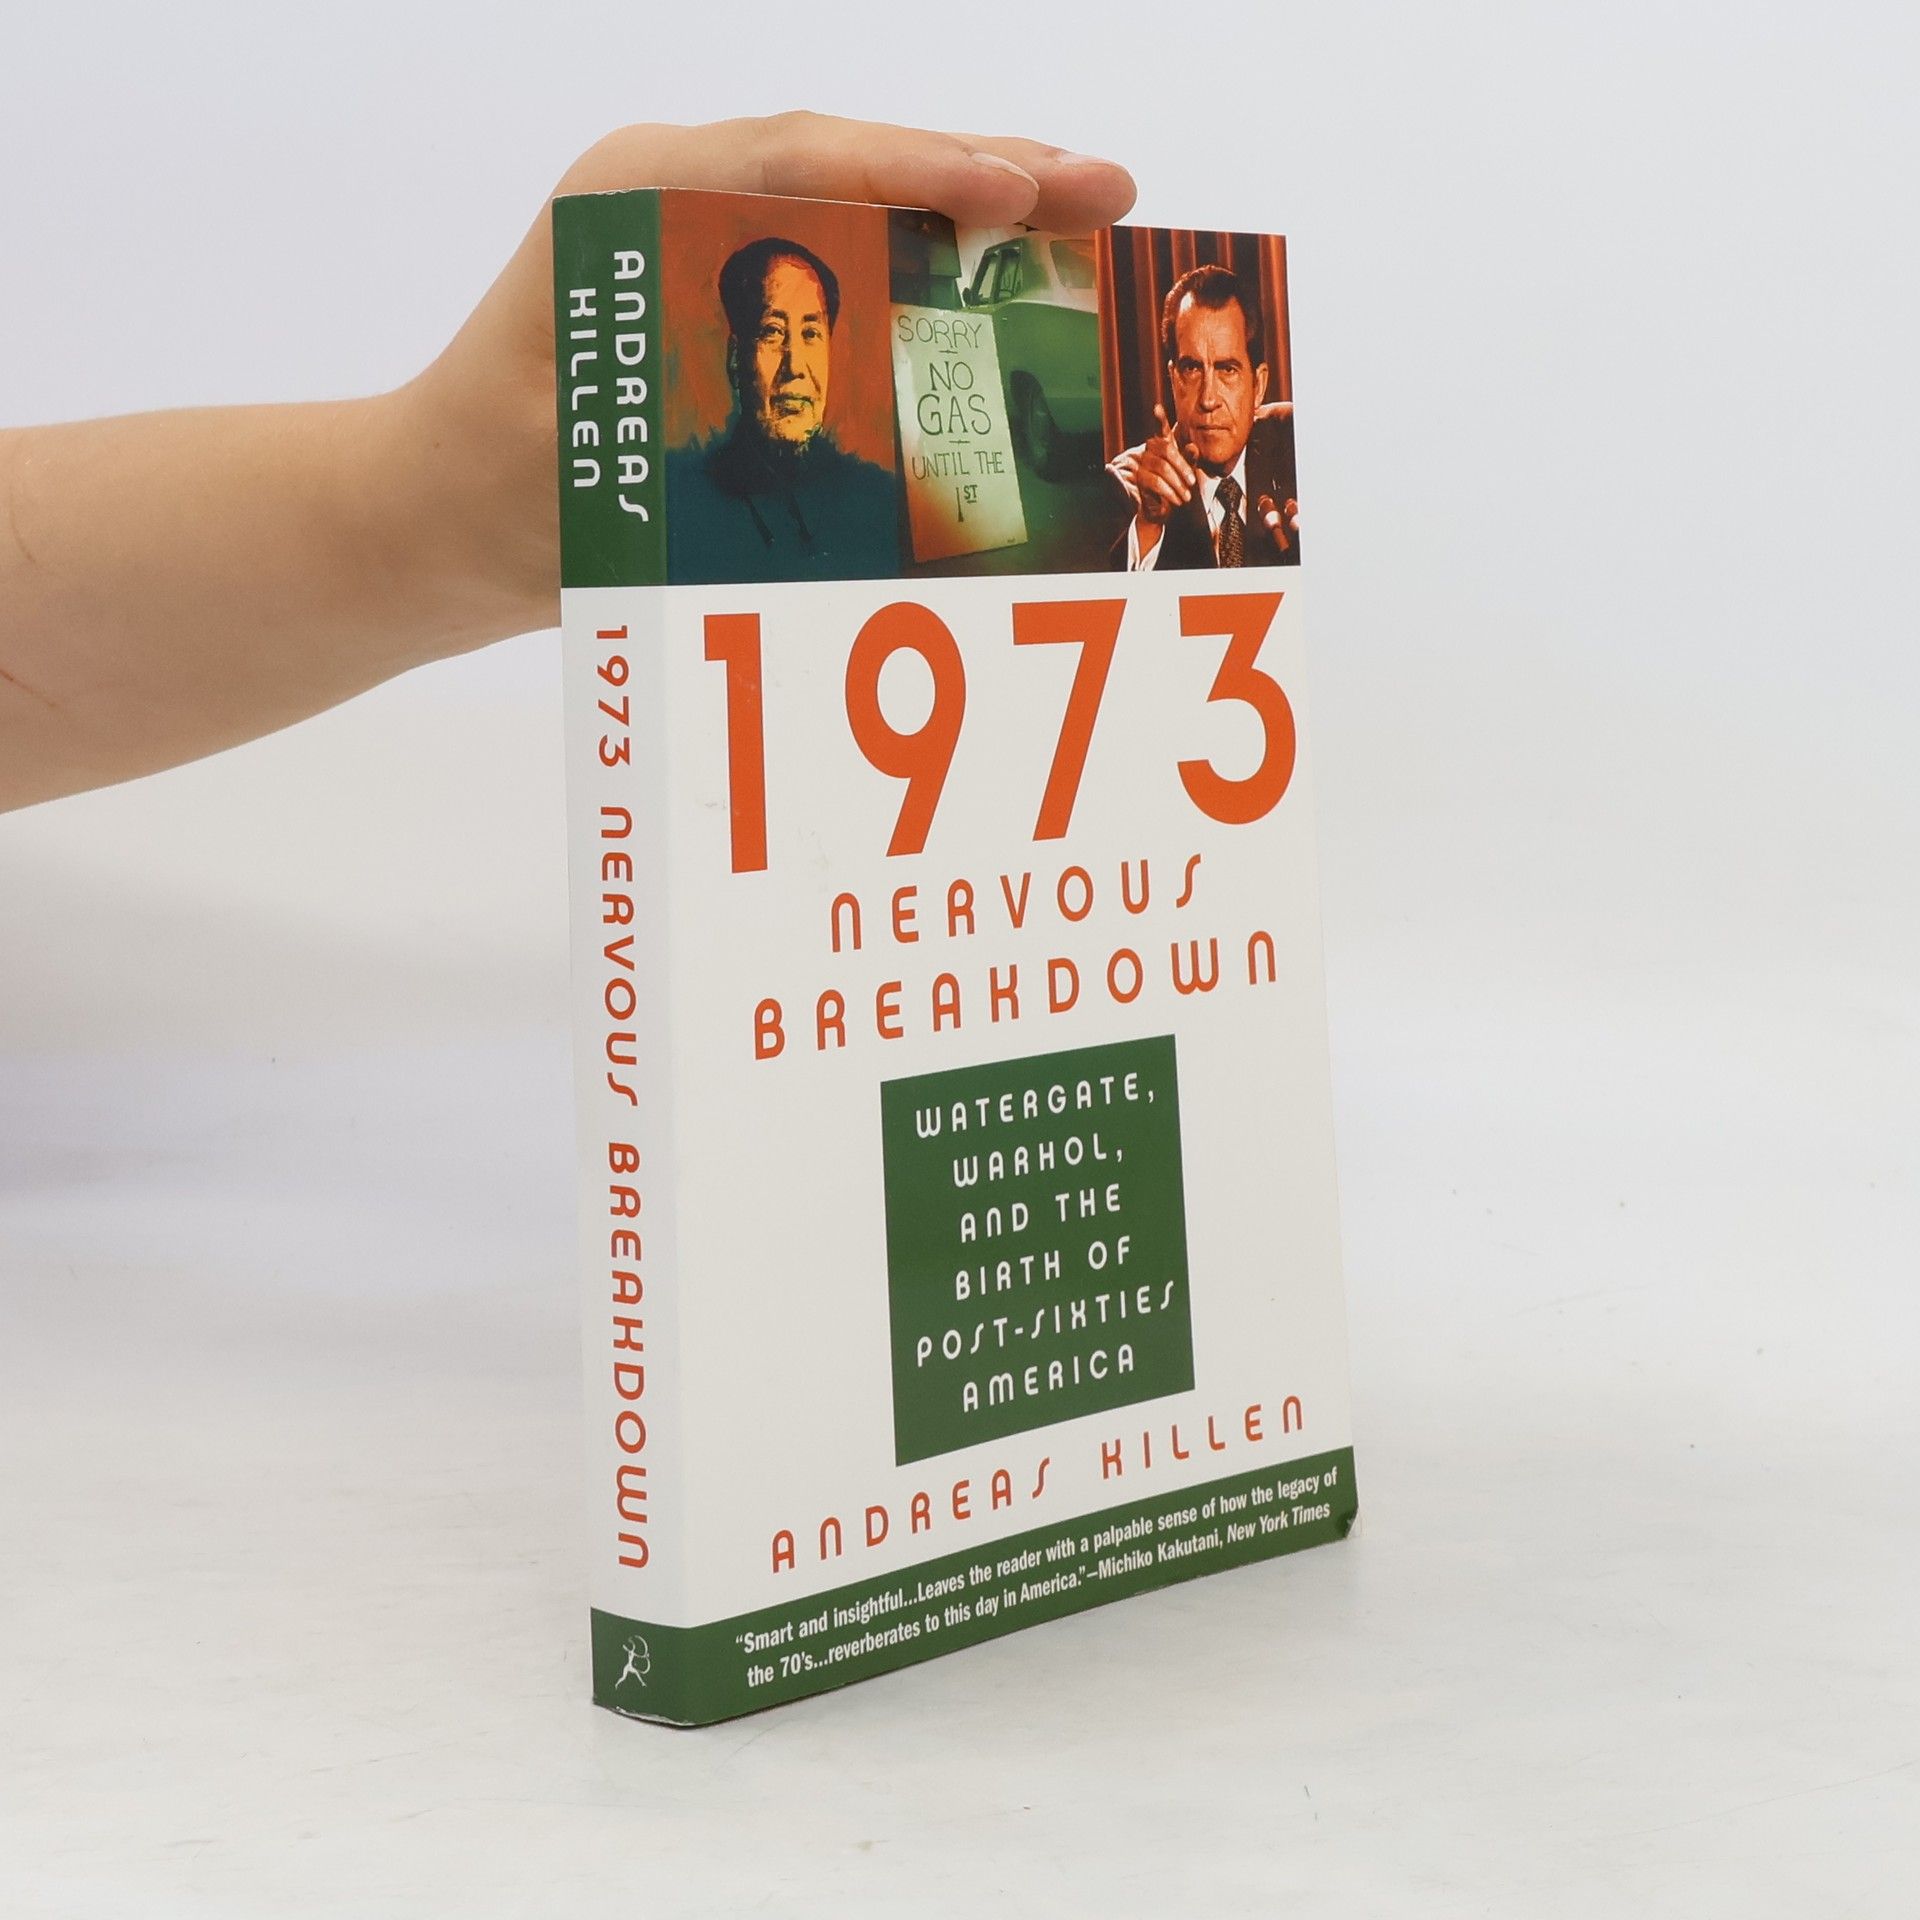 ANDREAS
KILLEN
1973 NERVOUS BREAKDOWN
SORRY
NO
GAS
UNTIL THE
1ST
1973
NERVOUS
BREAKDOWN
WATERGATE,
WARHOL,
AND THE
BIRTH OF
POST-SIXTIES
AMERICA
ANDREAS KILLEN
“Smart and insightful...Leaves the reader with a palpable sense of how the legacy of
the 70's...reverberates to this day in America.”—Michiko Kakutani, New York Times